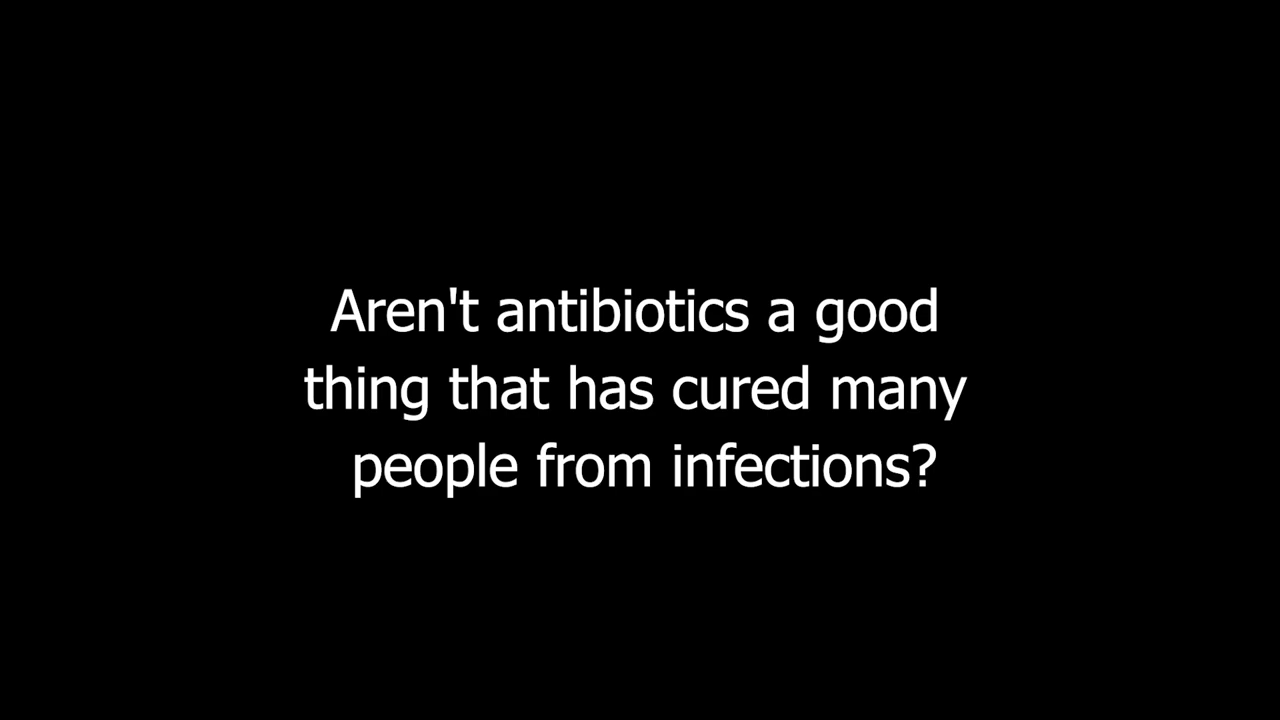 Aren't antibiotics a good
thing that has cured many
people from infections?